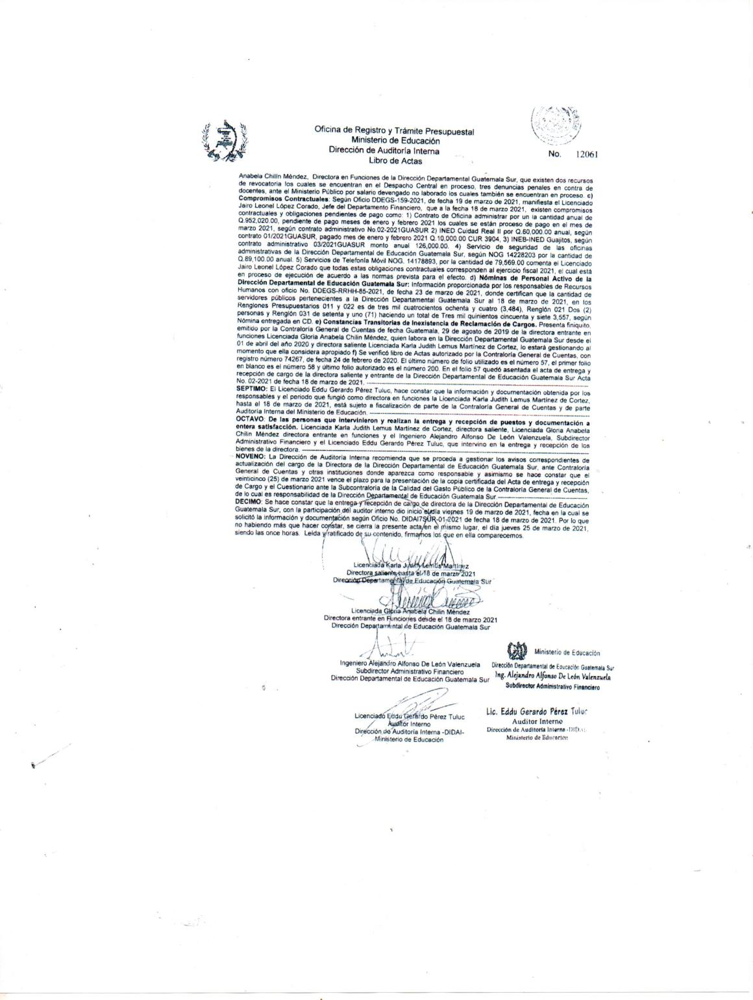 Oficina de Registro y Trámite Presupuestal
Ministerio de Educación
Dirección de Auditoría Interna
Libro de Actas
No. 12061
Anabela Chilín Méndez, Directora en Funciones de la Dirección Departamental Guatemala Sur, que existen dos recursos
de revocatoria los cuales se encuentran en el Despacho Central en proceso, tres denuncias penales en contra de
docentes, ante el Ministerio Público por salario devengado no laborado los cuales también se encuentran en proceso. c)
Compromisos Contractuales: Según Oficio DDEGS-159-2021, de fecha 19 de marzo de 2021, manifiesta el Licenciado
Jairo Leonel López Corado, Jefe del Departamento Financiero, que a la fecha 18 de marzo 2021, existen compromisos
contractuales y obligaciones pendientes de pago como: 1) Contrato de Oficina administrar por un la cantidad anual de
Q.952,020.00, pendiente de pago meses de enero y febrero 2021 los cuales se están proceso de pago en el mes de
marzo 2021, según contrato administrativo No.02-2021GUASUR 2) INED Cuidad Real II por Q.60,000.00 anual, según
contrato 01/2021GUASUR, pagado mes de enero y febrero 2021 Q.10,000.00 CUR 3904, 3) INEB-INED Guajitos, según
contrato administrativo 03/2021GUASUR monto anual 126,000.00. 4) Servicio de seguridad de las oficinas
administrativas de la Dirección Departamental de Educación Guatemala Sur, según NOG 14228203 por la cantidad de
Q.89,100.00 anual. 5) Servicios de Telefonía Móvil NOG. 14178893, por la cantidad de 79,569.00 comenta el Licenciado
Jairo Leonel López Corado que todas estas obligaciones contractuales corresponden al ejercicio fiscal 2021, el cual está
en proceso de ejecución de acuerdo a las normas prevista para el efecto. d) Nóminas de Personal Activo de la
Dirección Departamental de Educación Guatemala Sur: Información proporcionada por los responsables de Recursos
Humanos con oficio No. DDEGS-RRHH-85-2021, de fecha 23 de marzo de 2021, donde certifican que la cantidad de
servidores públicos pertenecientes a la Dirección Departamental Guatemala Sur al 18 de marzo de 2021, en los
Renglones Presupuestarios 011 y 022 es de tres mil cuatrocientos ochenta y cuatro (3,484), Renglón 021 Dos (2)
personas y Renglón 031 de setenta y uno (71) haciendo un total de Tres mil quinientos cincuenta y siete 3,557, según
Nómina entregada en CD. e) Constancias Transitorias de Inexistencia de Reclamación de Cargos. Presenta finiquito,
emitido por la Contraloría General de Cuentas de fecha Guatemala, 29 de agosto de 2019 de la directora entrante en
funciones Licenciada Gloria Anabela Chilín Méndez, quien labora en la Dirección Departamental Guatemala Sur desde el
01 de abril del año 2020 y directora saliente Licenciada Karla Judith Lemus Martínez de Cortez, lo estará gestionando al
momento que ella considera apropiado f) Se verificó libro de Actas autorizado por la Contraloría General de Cuentas, con
registro número 74267, de fecha 24 de febrero de 2020. El último número de folio utilizado es el número 57, el primer folio
en blanco es el número 58 y último folio autorizado es el número 200. En el folio 57 quedó asentada el acta de entrega y
recepción de cargo de la directora saliente y entrante de la Dirección Departamental de Educación Guatemala Sur Acta
No. 02-2021 de fecha 18 de marzo de 2021.
SEPTIMO: El Licenciado Eddu Gerardo Pérez Tuluc, hace constar que la información y documentación obtenida por los
responsables y el periodo que fungió como directora en funciones la Licenciada Karla Judith Lemus Martínez de Cortez,
hasta el 18 de marzo de 2021, está sujeto a fiscalización de parte de la Contraloría General de Cuentas y de parte
Auditoría Interna del Ministerio de Educación.
OCTAVO: De las personas que intervinieron y realizan la entrega y recepción de puestos y documentación a
entera satisfacción. Licenciada Karla Judith Lemus Martínez de Cortez, directora saliente, Licenciada Gloria Anabela
Chilin Méndez directora entrante en funciones y el Ingeniero Alejandro Alfonso De León Valenzuela, Subdirector
Administrativo Financiero y el Licenciado Eddu Gerardo Pérez Tuluc, que intervino en la entrega y recepción de los
bienes de la directora.
NOVENO: La Dirección de Auditoría Interna recomienda que se proceda a gestionar los avisos correspondientes de
actualización del cargo de la Directora de la Dirección Departamental de Educación Guatemala Sur, ante Contraloría
General de Cuentas y otras instituciones donde aparezca como responsable y asimismo se hace constar que el
veinticinco (25) de marzo 2021 vence el plazo para la presentación de la copia certificada del Acta de entrega y recepción
de Cargo y el Cuestionario ante la Subcontraloría de la Calidad del Gasto Público de la Contraloría General de Cuentas,
de lo cual es responsabilidad de la Dirección Departamental de Educación Guatemala Sur.
DECIMO: Se hace constar que la entrega y recepción de cargo de directora de la Dirección Departamental de Educación
Guatemala Sur, con la participación del auditor interno dio inicio el día viernes 19 de marzo de 2021, fecha en la cual se
solicitó la información y documentación según Oficio No. DIDAI7SUR-01-2021 de fecha 18 de marzo de 2021. Por lo que
no habiendo más que hacer constar, se cierra la presente acta en el mismo lugar, el día jueves 25 de marzo de 2021,
siendo las once horas. Leída y ratificado de su contenido, firmamos los que en ella comparecemos.
Licenciada Karla Judith Lemus Martínez
Directora saliente hasta el 18 de marzo 2021
Dirección Departamental de Educación Guatemala Sur
Licenciada Gloria Anabela Chilin Méndez
Directora entrante en Funciones desde el 18 de marzo 2021
Dirección Departamental de Educación Guatemala Sur
Ingeniero Alejandro Alfonso De León Valenzuela
Subdirector Administrativo Financiero
Dirección Departamental de Educación Guatemala Sur
Ministerio de Educación
Dirección Departamental de Educación Guatemala Sur
Ing. Alejandro Alfonso De León Valenzuela
Subdirector Administrativo Financiero
Licenciado Eddu Gerardo Pérez Tuluc
Auditor Interno
Dirección de Auditoría Interna -DIDAI-
Ministerio de Educación
Lic. Eddu Gerardo Pérez Tuluc
Auditor Interno
Dirección de Auditoría Interna -DIDAI-
Ministerio de Educación